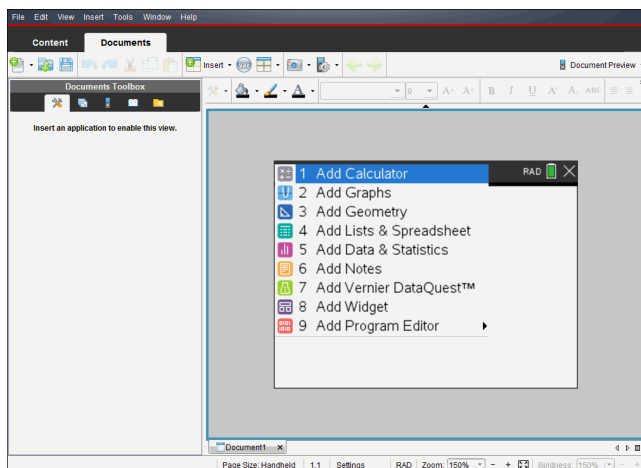 File Edit View Insert Tools Window Help
Content Documents
Insert Document Preview
Documents Toolbox
0 A+ A- B I U ABC
Insert an application to enable this view.
RAD
1 Add Calculator
2 Add Graphs
3 Add Geometry
4 Add Lists & Spreadsheet
5 Add Data & Statistics
6 Add Notes
7 Add Vernier DataQuest™
8 Add Widget
9 Add Program Editor
Document1
Page Size: Handheld 1.1 Settings RAD Zoom: 150% - + Boldness: 150% - +